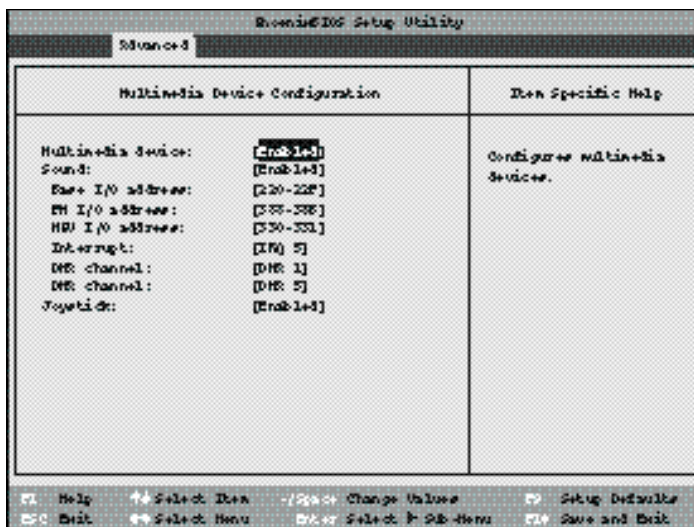 PhoenixBIOS Setup Utility
Advanced
Multimedia Device Configuration
Item Specific Help
Multimedia device: [Enabled]
Sound: [Enabled]
Base I/O address: [220-22F]
FM I/O address: [388-38B]
MPU I/O address: [330-331]
Interrupt: [IRQ 5]
DMA channel: [DMA 1]
DMA channel: [DMA 5]
Joystick: [Enabled]
Configures multimedia
devices.
F1 Help ↑↓ Select Item -/Space Change Values F9 Setup Defaults
ESC Exit ←→ Select Menu Enter Select ▶ Sub-Menu F10 Save and Exit